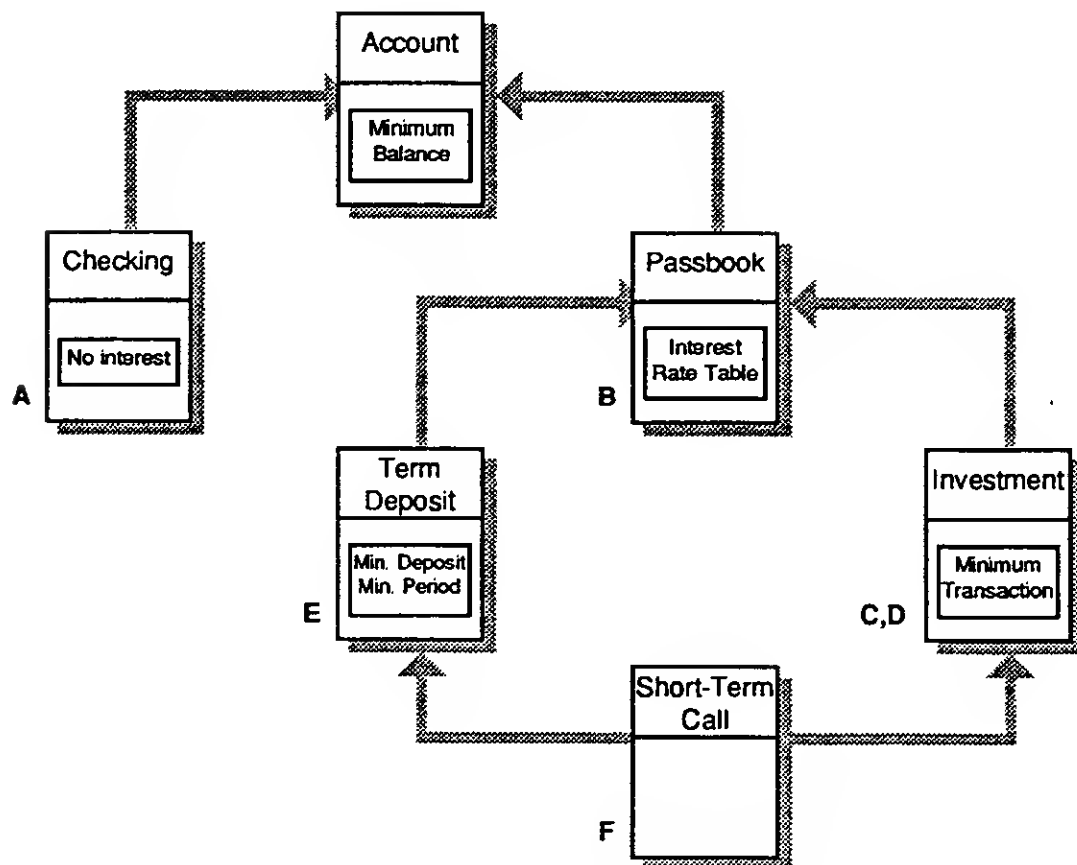 Account
Minimum
Balance
Checking
No interest
A
Passbook
Interest
Rate Table
B
Term
Deposit
Min. Deposit
Min. Period
E
Investment
Minimum
Transaction
C,D
Short-Term
Call
F